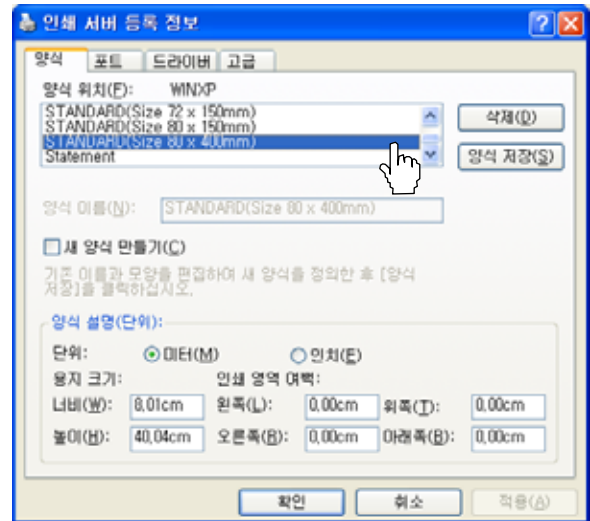 인쇄 서버 등록 정보
양식 포트 드라이버 고급
양식 위치(F): WINXP
STANDARD(Size 72 x 150mm)
STANDARD(Size 80 x 150mm)
STANDARD(Size 80 x 400mm)
Statement
삭제(D)
양식 저장(S)
양식 이름(N): STANDARD(Size 80 x 400mm)
새 양식 만들기(C)
기존 이름과 모양을 편집하여 새 양식을 정의한 후 [양식
저장]을 클릭하십시오.
양식 설명(단위):
단위: 미터(M) 인치(E)
용지 크기: 인쇄 영역 여백:
너비(W): 8.01cm 왼쪽(L): 0.00cm 위쪽(T): 0.00cm
높이(H): 40.04cm 오른쪽(R): 0.00cm 아래쪽(B): 0.00cm
확인 취소 적용(A)